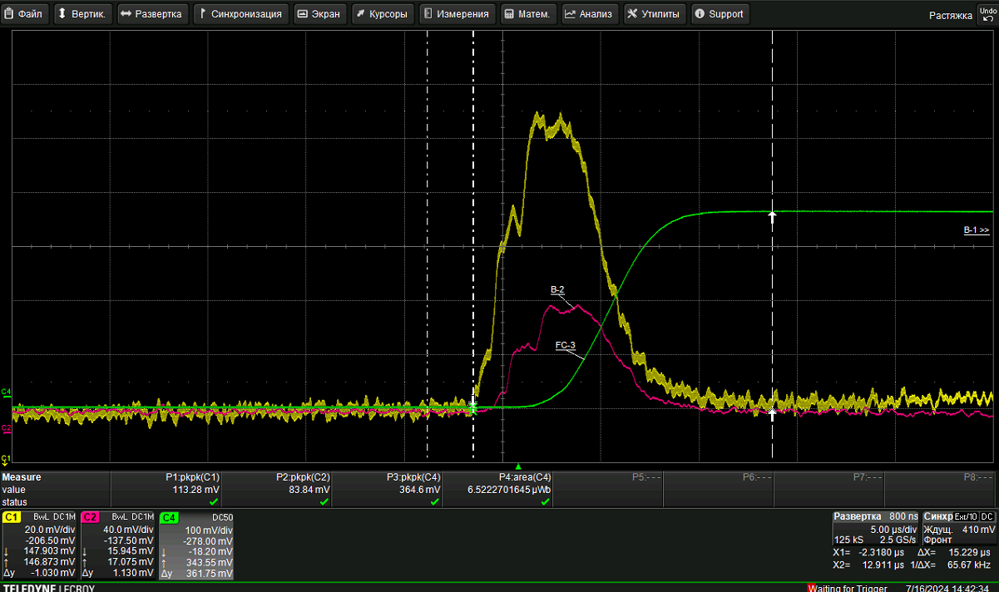 Файл Вертик. Развертка Синхронизация Экран Курсоры Измерения Матем. Анализ Утилиты Support Растяжка Undo
B-1 >>
B-2
FC-3
C4
C2
C1
Measure P1:pkpk(C1) P2:pkpk(C2) P3:pkpk(C4) P4:area(C4) P5:--- P6:--- P7:--- P8:---
value 113.28 mV 83.84 mV 364.6 mV 6.5222701645 µWb
status
C1 BwL DC1M
20.0 mV/div
-206.50 mV
↓ 147.903 mV
↑ 146.873 mV
Δy -1.030 mV
C2 BwL DC1M
40.0 mV/div
-137.50 mV
↓ 15.945 mV
↑ 17.075 mV
Δy 1.130 mV
C4 DC50
100 mV/div
-278.00 mV
↓ -18.20 mV
↑ 343.55 mV
Δy 361.75 mV
Развертка 800 ns
5.00 µs/div
125 kS 2.5 GS/s
Синхр Ext/10 DC
Ждущ. 410 mV
Фронт
X1= -2.3180 µs ΔX= 15.229 µs
X2= 12.911 µs 1/ΔX= 65.67 kHz
TELEDYNE LECROY
Waiting for Trigger 7/16/2024 14:42:34